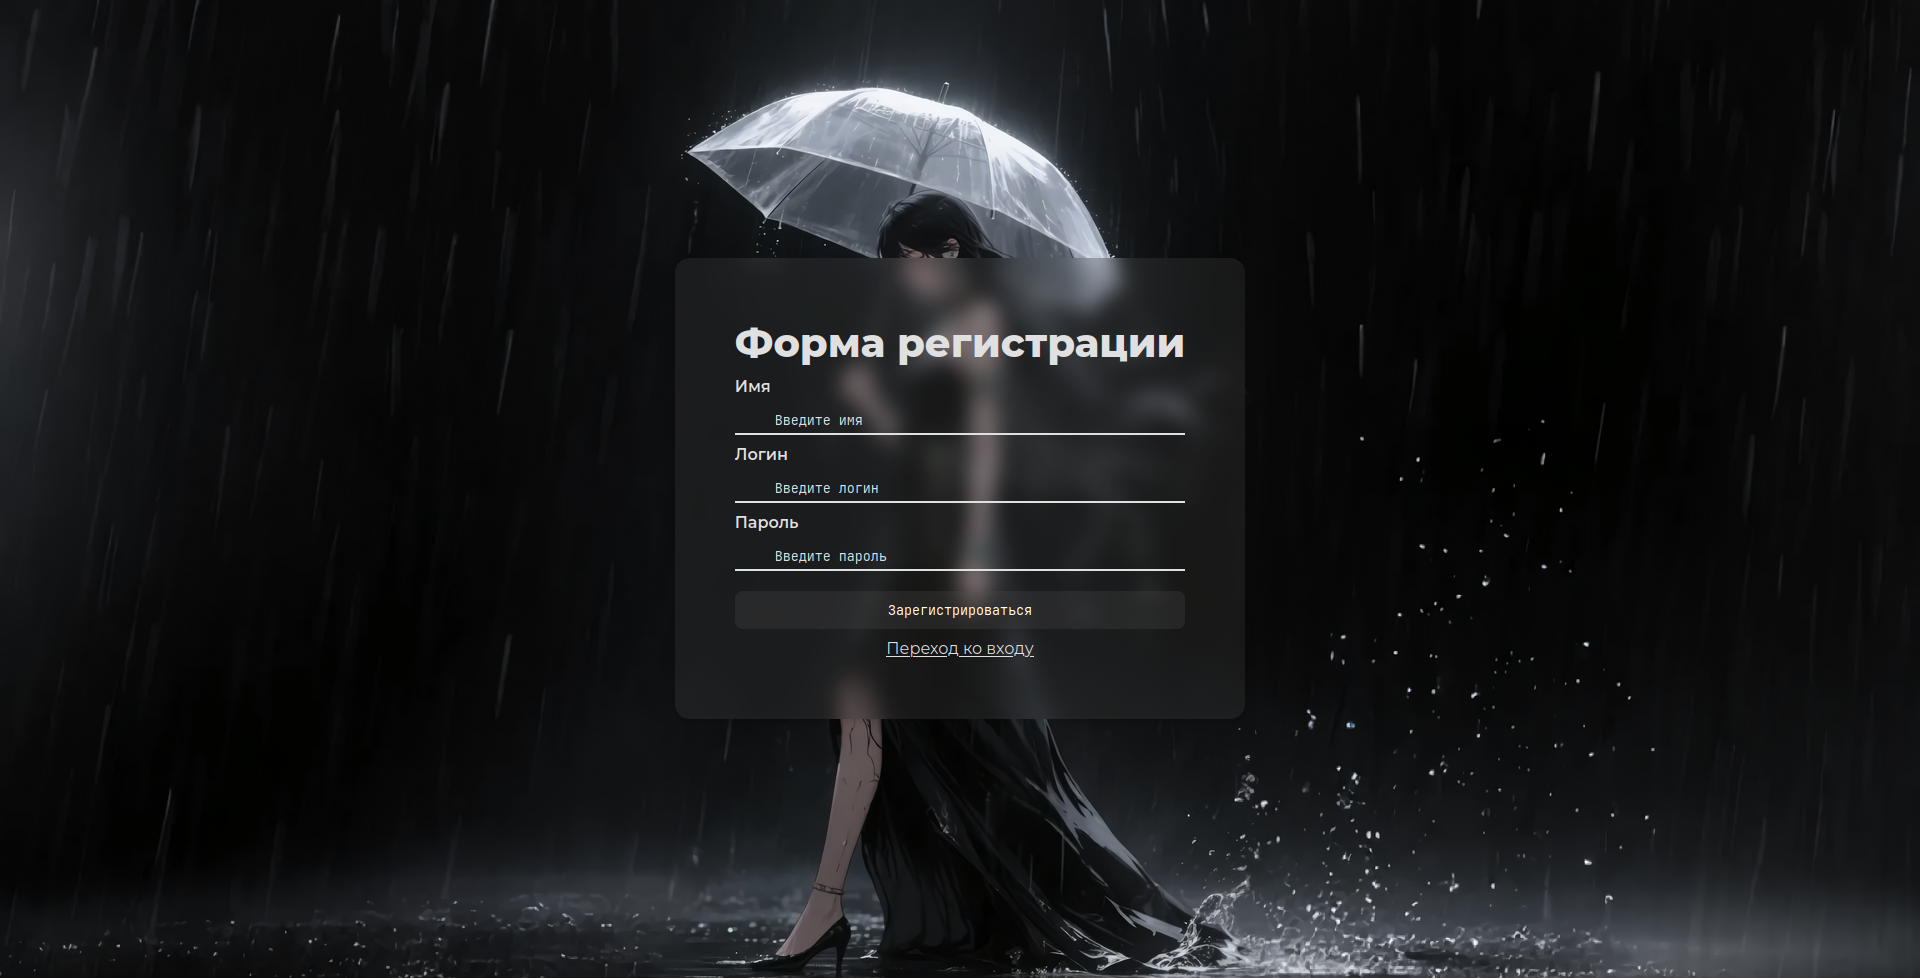 Форма регистрации
Имя
Введите имя
Логин
Введите логин
Пароль
Введите пароль
Зарегистрироваться
Переход ко входу